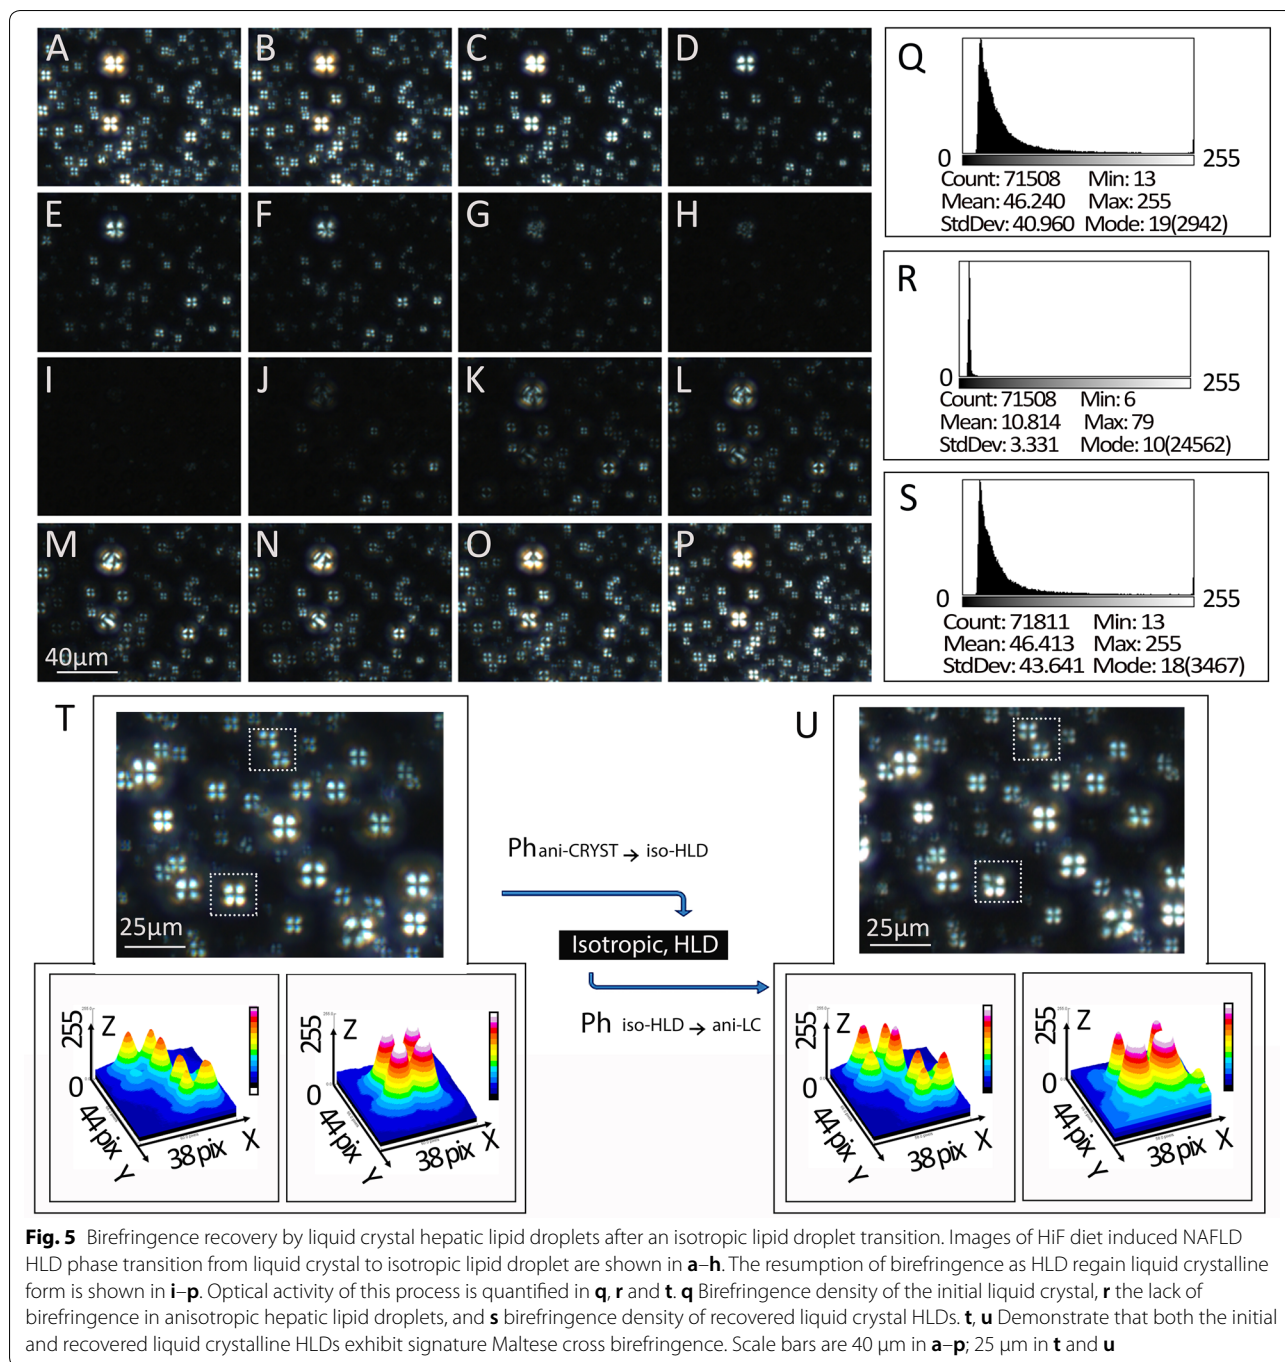 A B C D
E F G H
I J K L
M N O P
40µm
Q
0 255
Count: 71508 Min: 13
Mean: 46.240 Max: 255
StdDev: 40.960 Mode: 19(2942)
R
0 255
Count: 71508 Min: 6
Mean: 10.814 Max: 79
StdDev: 3.331 Mode: 10(24562)
S
0 255
Count: 71811 Min: 13
Mean: 46.413 Max: 255
StdDev: 43.641 Mode: 18(3467)
T
25µm
Ph ani-CRYST → iso-HLD
Isotropic, HLD
Ph iso-HLD → ani-LC
U
25µm
255 Z
0
44 pix Y
38 pix X
255 Z
0
44 pix Y
38 pix X
255 Z
0
44 pix Y
38 pix X
255 Z
0
44 pix Y
38 pix X
Fig. 5 Birefringence recovery by liquid crystal hepatic lipid droplets after an isotropic lipid droplet transition. Images of HiF diet induced NAFLD
HLD phase transition from liquid crystal to isotropic lipid droplet are shown in a–h. The resumption of birefringence as HLD regain liquid crystalline
form is shown in i–p. Optical activity of this process is quantified in q, r and t. q Birefringence density of the initial liquid crystal, r the lack of
birefringence in anisotropic hepatic lipid droplets, and s birefringence density of recovered liquid crystal HLDs. t, u Demonstrate that both the initial
and recovered liquid crystalline HLDs exhibit signature Maltese cross birefringence. Scale bars are 40 µm in a–p; 25 µm in t and u